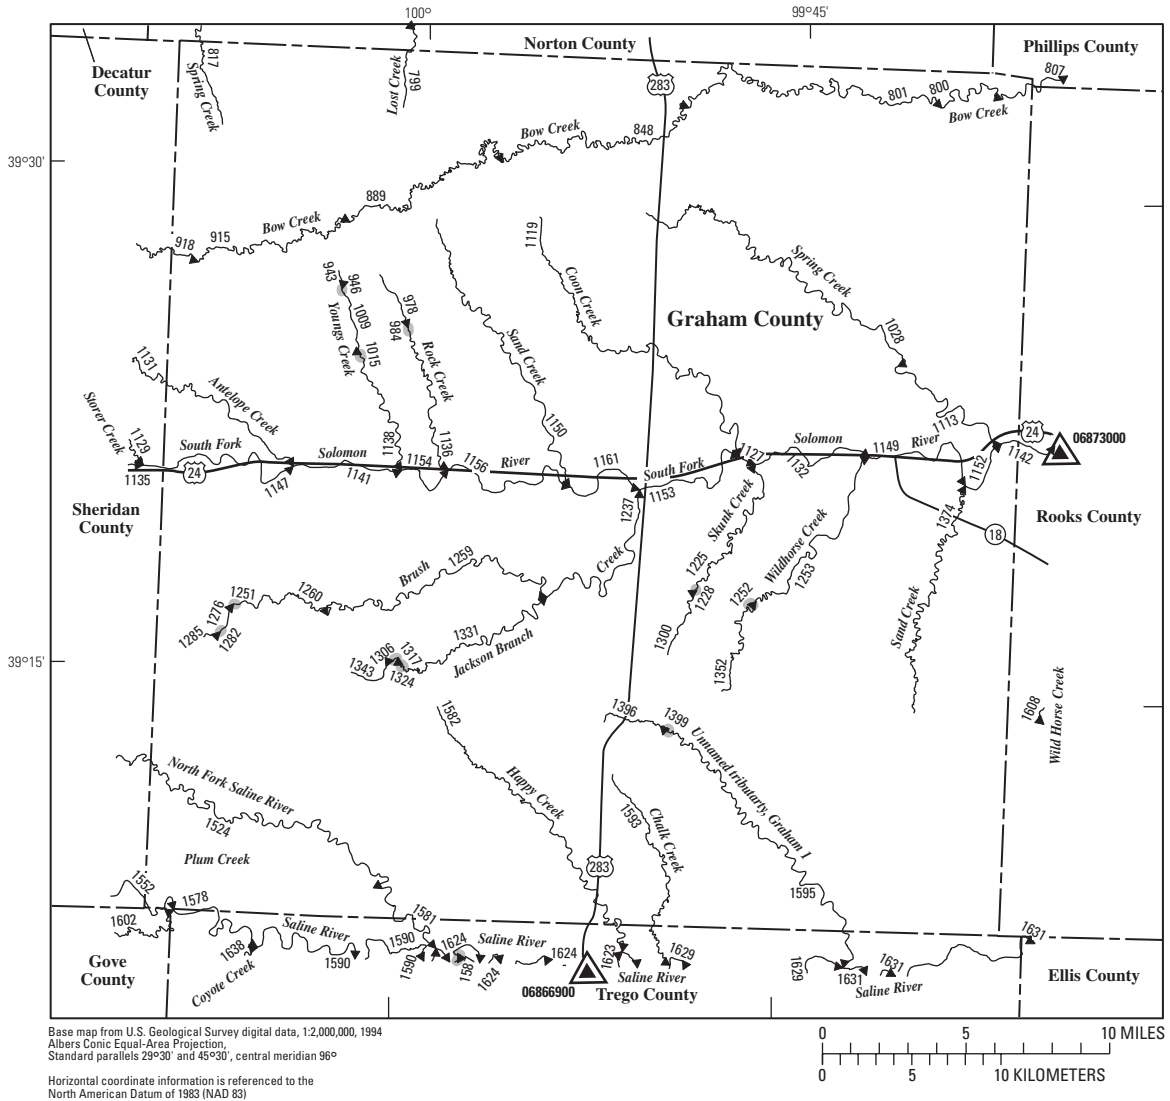 100°
99°45'
Norton County
Phillips County
Decatur
County
817
Spring Creek
Lost Creek
799
283
807
801
800
Bow Creek
Bow Creek
848
39°30'
889
Bow Creek
918
915
1119
943
946
978
Coon Creek
Spring Creek
1009
984
Youngs Creek
Graham County
1028
1015
Rock Creek
Sand Creek
1131
Antelope Creek
Storer Creek
1129
1138
1136
1150
1113
24
06873000
South Fork
Solomon
1154
1156
River
1161
South Fork
1127
Solomon
1149
River
1142
1135
24
1147
1141
1153
1132
1152
Sheridan
County
1237
Skunk Creek
Wildhorse Creek
1374
18
Rooks County
Brush
1259
Creek
1225
1228
1253
1251
1260
1276
1252
1285
1282
1331
Jackson Branch
1300
Sand Creek
39°15'
1306
1317
1343
1324
1352
1582
1396
1399
1608
Wild Horse Creek
North Fork Saline River
Happy Creek
Unnamed tributarty, Graham 1
1524
1593
Chalk Creek
Plum Creek
283
1552
1578
1595
1602
1581
1631
Saline River
1590
1624
Saline River
1638
1590
1590
1587
1624
1624
1623
1629
1629
1631
1631
Gove
County
Coyote Creek
06866900
Saline River
Trego County
Saline River
Ellis County
Base map from U.S. Geological Survey digital data, 1:2,000,000, 1994
Albers Conic Equal-Area Projection,
Standard parallels 29°30' and 45°30', central meridian 96°
Horizontal coordinate information is referenced to the
North American Datum of 1983 (NAD 83)
0 5 10 MILES
0 5 10 KILOMETERS